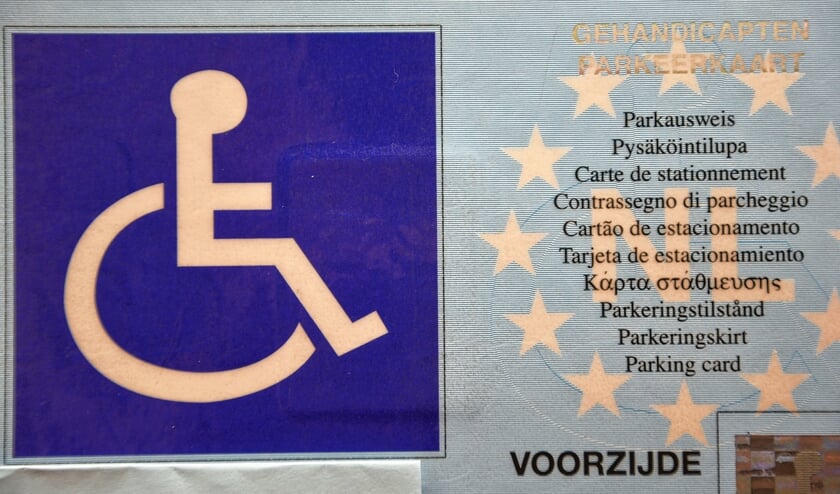 GEHANDICAPTEN
PARKEERKAART
Parkausweis
Pysäköintilupa
Carte de stationnement
Contrassegno di parcheggio
Cartão de estacionamento
Tarjeta de estacionamiento
Κάρτα στάθμευσης
Parkeringstilstånd
Parkeringskirt
Parking card
NL
VOORZIJDE